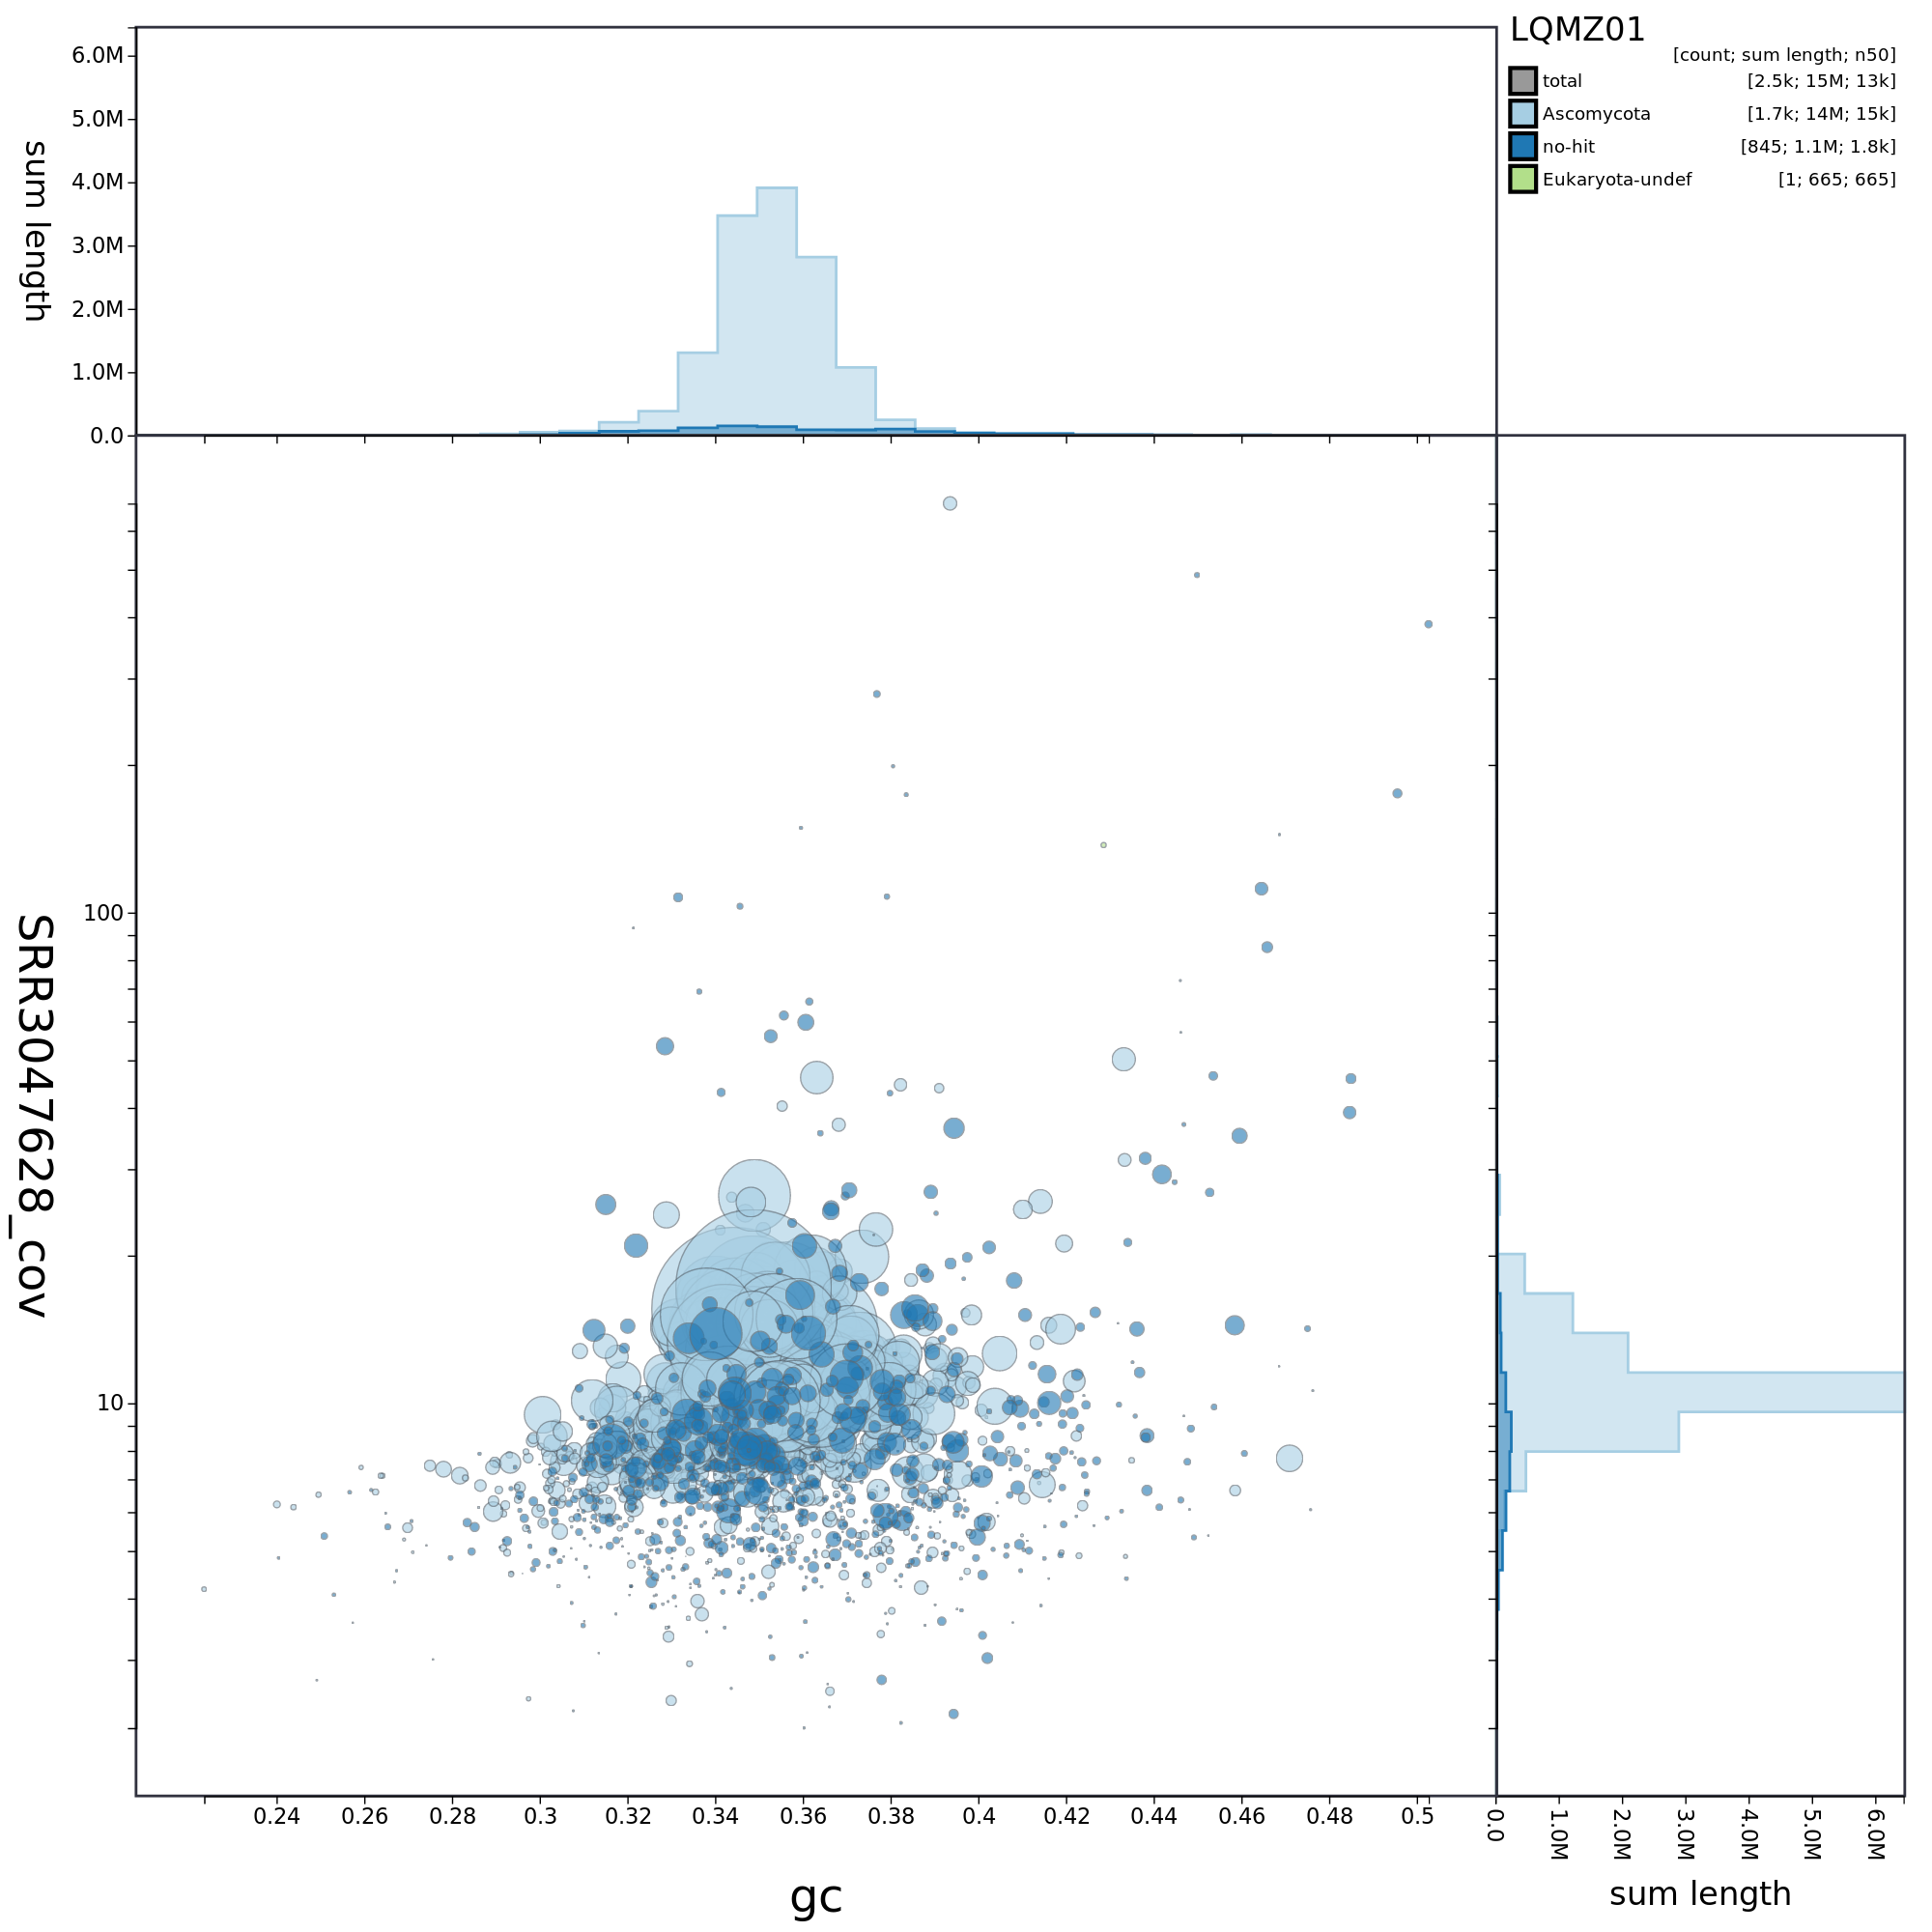 LQMZ01
[count; sum length; n50]
total [2.5k; 15M; 13k]
Ascomycota [1.7k; 14M; 15k]
no-hit [845; 1.1M; 1.8k]
Eukaryota-undef [1; 665; 665]
sum length
6.0M
5.0M
4.0M
3.0M
2.0M
1.0M
0.0
SRR3047628_cov
100
10
0.24 0.26 0.28 0.3 0.32 0.34 0.36 0.38 0.4 0.42 0.44 0.46 0.48 0.5
gc
0.0 1.0M 2.0M 3.0M 4.0M 5.0M 6.0M
sum length